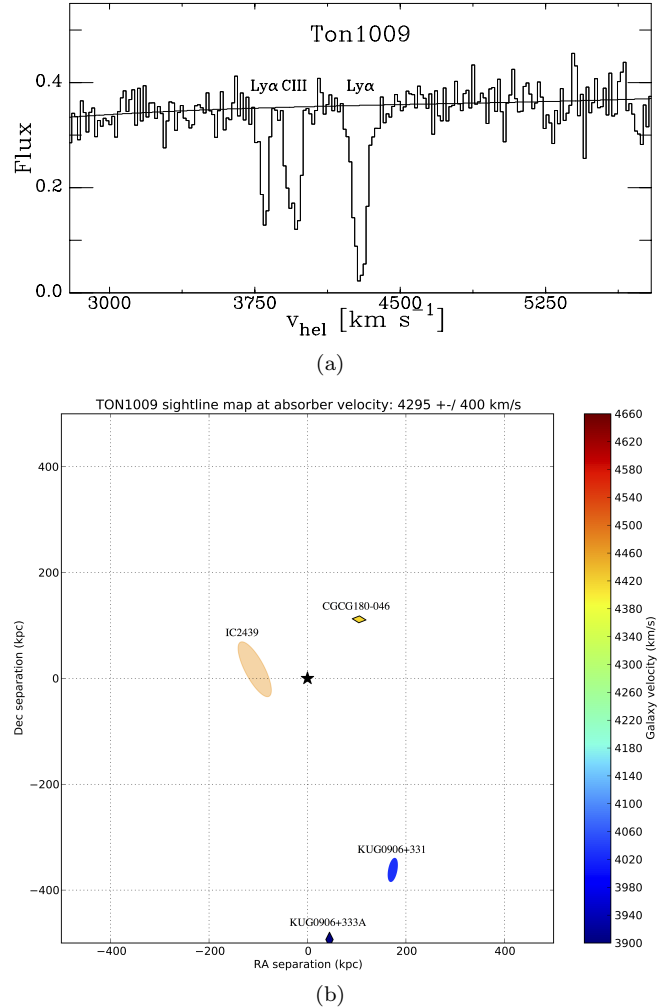 Ton1009
Lyα CIII Lyα
0.4
0.2
0.0
Flux
3000 3750 4500 5250
v_hel [km s^−1]
(a)
TON1009 sightline map at absorber velocity: 4295 +-/ 400 km/s
400
200
0
−200
−400
Dec separation (kpc)
CGCG180-046
IC2439
KUG0906+331
KUG0906+333A
−400 −200 0 200 400
RA separation (kpc)
4660
4620
4580
4540
4500
4460
4420
4380
4340
4300
4260
4220
4180
4140
4100
4060
4020
3980
3940
3900
Galaxy velocity (km/s)
(b)